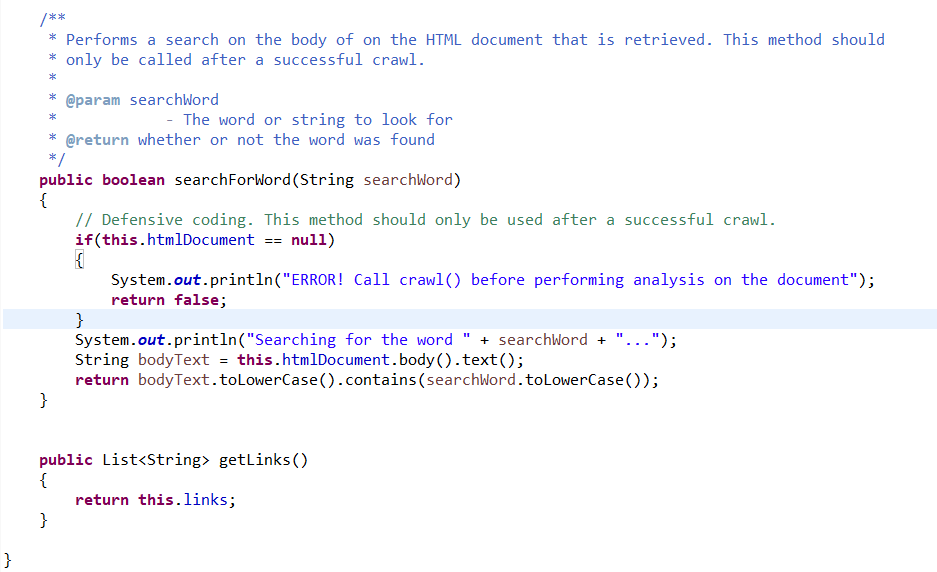 /**
 * Performs a search on the body of on the HTML document that is retrieved. This method should
 * only be called after a successful crawl.
 *
 * @param searchWord
 *            - The word or string to look for
 * @return whether or not the word was found
 */
public boolean searchForWord(String searchWord)
{
    // Defensive coding. This method should only be used after a successful crawl.
    if(this.htmlDocument == null)
    {
        System.out.println("ERROR! Call crawl() before performing analysis on the document");
        return false;
    }
    System.out.println("Searching for the word " + searchWord + "...");
    String bodyText = this.htmlDocument.body().text();
    return bodyText.toLowerCase().contains(searchWord.toLowerCase());
}
public List<String> getLinks()
{
    return this.links;
}
}